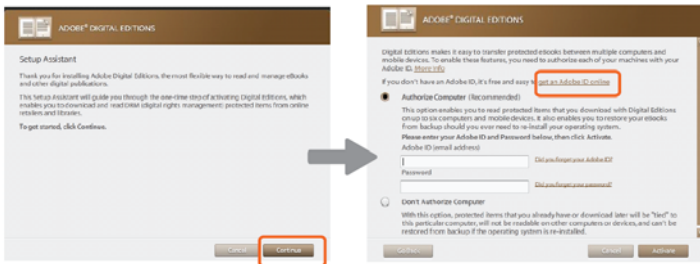 ADOBE® DIGITAL EDITIONS
Setup Assistant
Thank you for installing Adobe Digital Editions, the most flexible way to read and manage eBooks
and other digital publications.
This Setup Assistant will guide you through the one-time step of activating Digital Editions, which
enables you to download and read DRM (digital rights management) protected items from online
retailers and libraries.
To get started, click Continue.
Cancel
Continue
ADOBE® DIGITAL EDITIONS
Digital Editions makes it easy to transfer protected eBooks between multiple computers and
mobile devices. To enable these features, you need to authorize each of your machines with your
Adobe ID. More Info
If you don't have an Adobe ID, it's free and easy to get an Adobe ID online
Authorize Computer (Recommended)
This option enables you to read protected items that you download with Digital Editions
on up to six computers and mobile devices. It also enables you to restore your eBooks
from backup should you ever need to re-install your operating system.
Please enter your Adobe ID and Password below, then click Activate.
Adobe ID (email address)
Did you forget your Adobe ID?
Password
Did you forget your password?
Don't Authorize Computer
With this option, protected items that you already have or download later will be "tied" to
this particular computer, will not be readable on other computers or devices, and can't be
restored from backup if the operating system is re-installed.
Go Back
Cancel
Activate